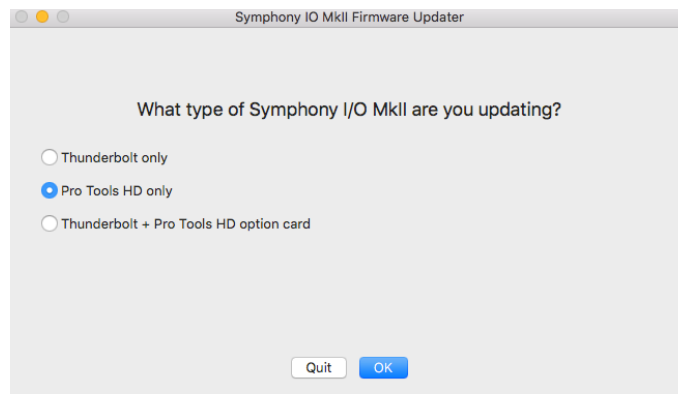 Symphony IO MkII Firmware Updater
What type of Symphony I/O MkII are you updating?
Thunderbolt only
Pro Tools HD only
Thunderbolt + Pro Tools HD option card
Quit OK